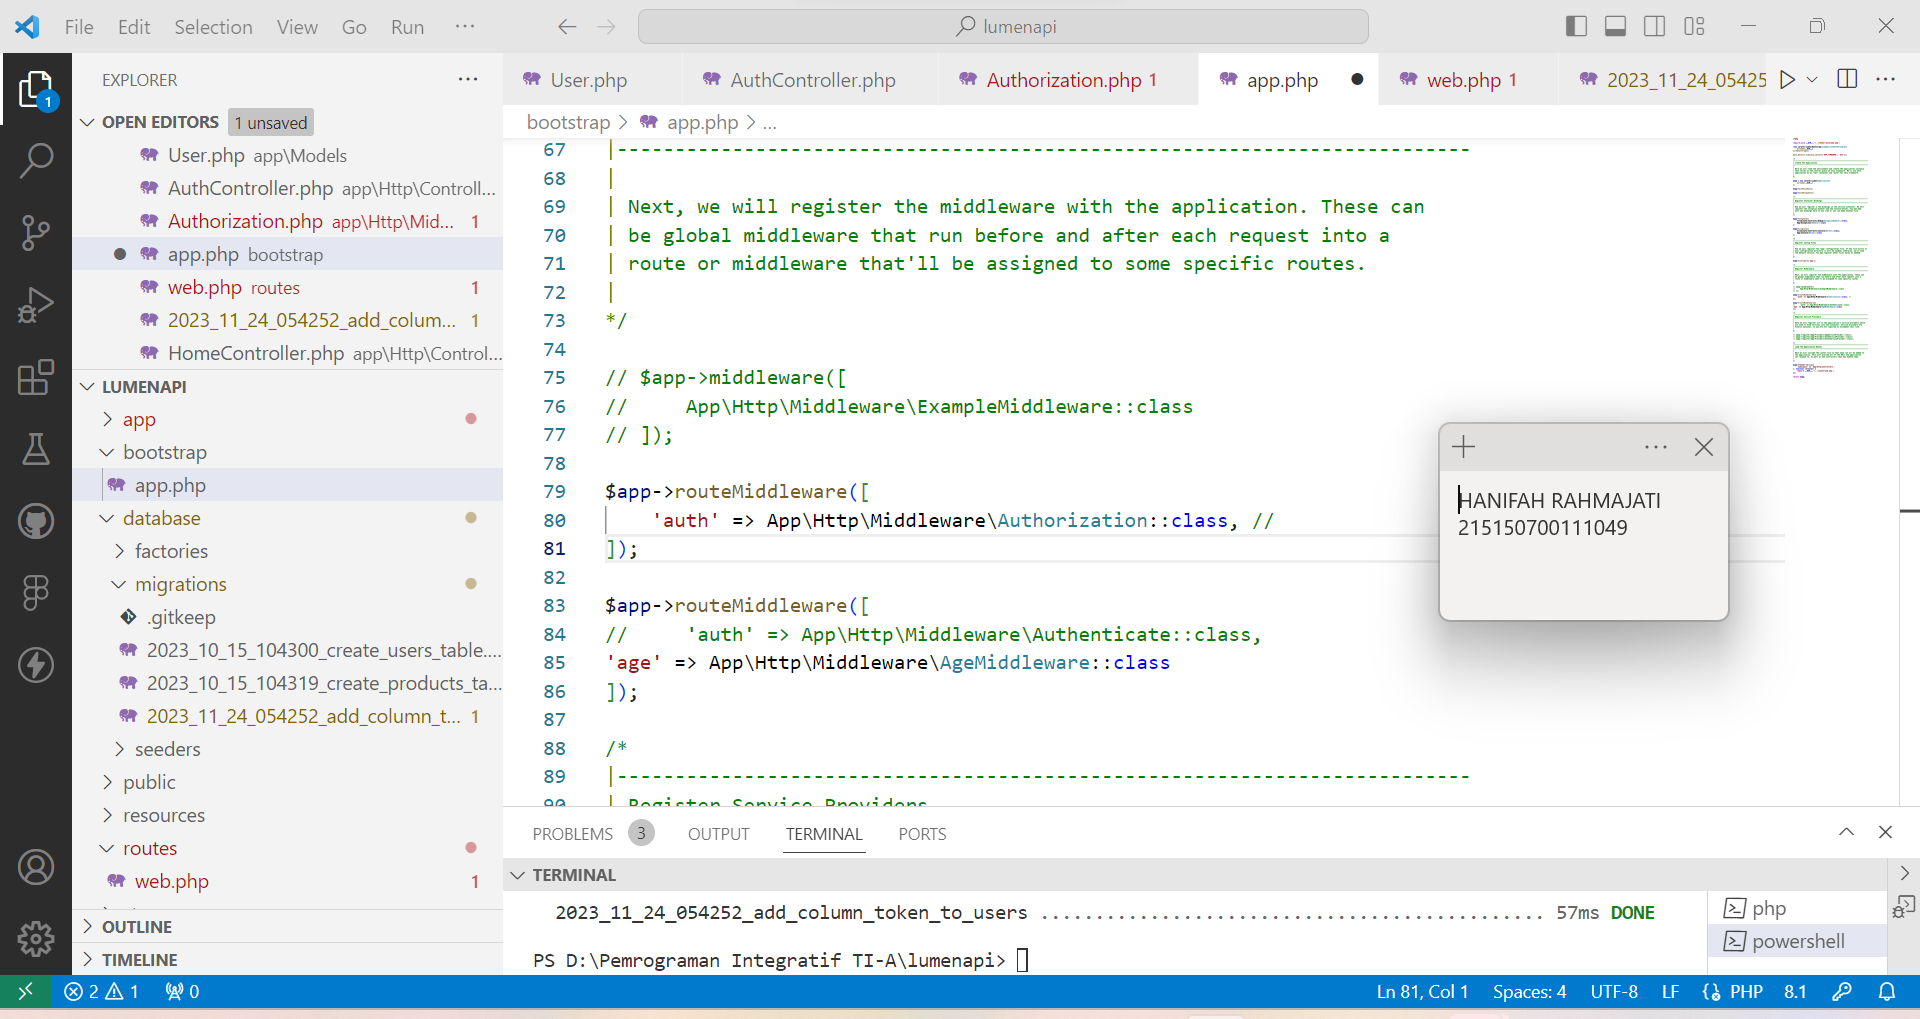 File Edit Selection View Go Run ···
lumenapi
EXPLORER ···
OPEN EDITORS 1 unsaved
User.php app\Models
AuthController.php app\Http\Controll...
Authorization.php app\Http\Mid... 1
app.php bootstrap
web.php routes 1
2023_11_24_054252_add_colum... 1
HomeController.php app\Http\Control...
LUMENAPI
app
bootstrap
app.php
database
factories
migrations
.gitkeep
2023_10_15_104300_create_users_table....
2023_10_15_104319_create_products_ta...
2023_11_24_054252_add_column_t... 1
seeders
public
resources
routes
web.php 1
OUTLINE
TIMELINE
User.php AuthController.php Authorization.php 1 app.php web.php 1 2023_11_24_05425
bootstrap > app.php > ...
67 |--------------------------------------------------------------------------
68 |
69 | Next, we will register the middleware with the application. These can
70 | be global middleware that run before and after each request into a
71 | route or middleware that'll be assigned to some specific routes.
72 |
73 */
74
75 // $app->middleware([
76 //     App\Http\Middleware\ExampleMiddleware::class
77 // ]);
78
79 $app->routeMiddleware([
80     'auth' => App\Http\Middleware\Authorization::class, //
81 ]);
82
83 $app->routeMiddleware([
84 //     'auth' => App\Http\Middleware\Authenticate::class,
85 'age' => App\Http\Middleware\AgeMiddleware::class
86 ]);
87
88 /*
89 |--------------------------------------------------------------------------
90 | Register Service Providers
HANIFAH RAHMAJATI
215150700111049
PROBLEMS 3 OUTPUT TERMINAL PORTS
TERMINAL
2023_11_24_054252_add_column_token_to_users .............................................. 57ms DONE
PS D:\Pemrograman Integratif TI-A\lumenapi>
php
powershell
1
2 1 0 Ln 81, Col 1 Spaces: 4 UTF-8 LF PHP 8.1